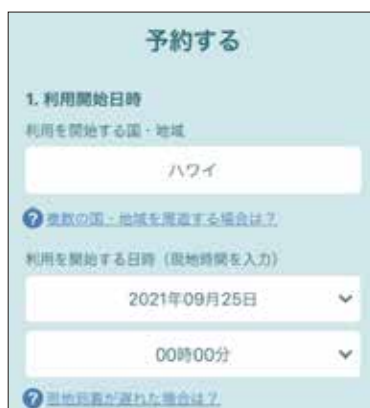 予約する
1. 利用開始日時
利用を開始する国・地域
ハワイ
複数の国・地域を周遊する場合は？
利用を開始する日時（現地時間を入力）
2021年09月25日
00時00分
現地到着が遅れた場合は？